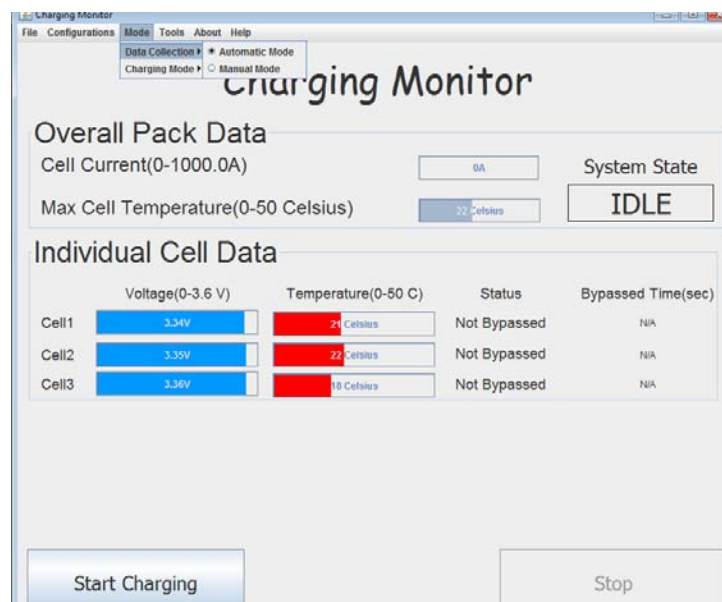 Charging Monitor
File Configurations Mode Tools About Help
Data Collection Automatic Mode
Charging Mode Manual Mode
Charging Monitor
Overall Pack Data
Cell Current(0-1000.0A) 0A System State
Max Cell Temperature(0-50 Celsius) 22 Celsius IDLE
Individual Cell Data
Voltage(0-3.6 V) Temperature(0-50 C) Status Bypassed Time(sec)
Cell1 3.34V 21 Celsius Not Bypassed N/A
Cell2 3.35V 22 Celsius Not Bypassed N/A
Cell3 3.36V 18 Celsius Not Bypassed N/A
Start Charging Stop